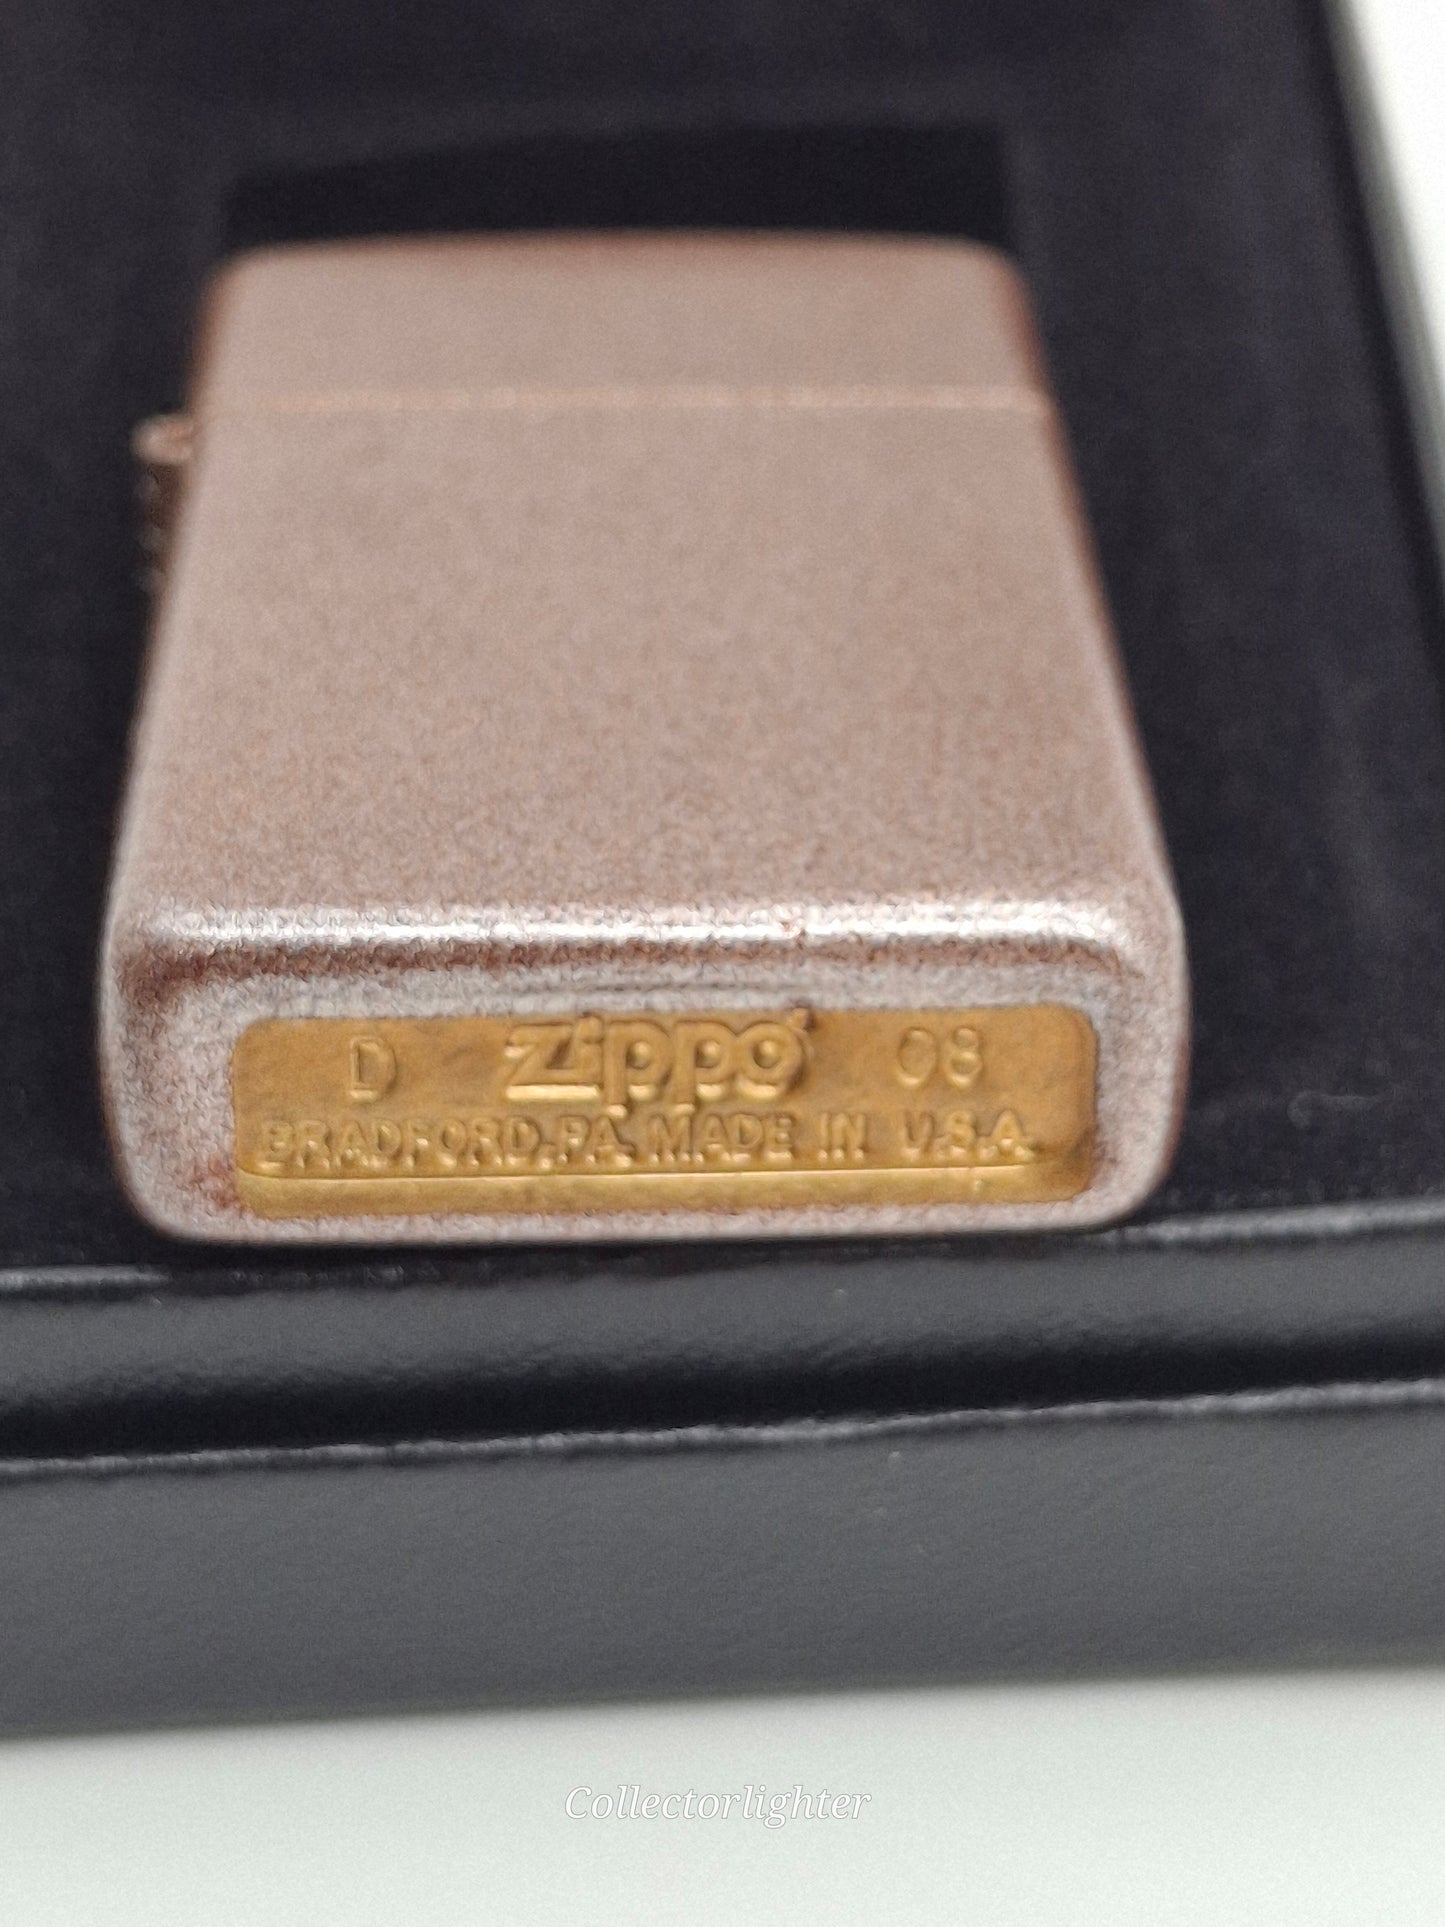 D zippo 08
BRADFORD,PA. MADE IN U.S.A.
Collectorlighter